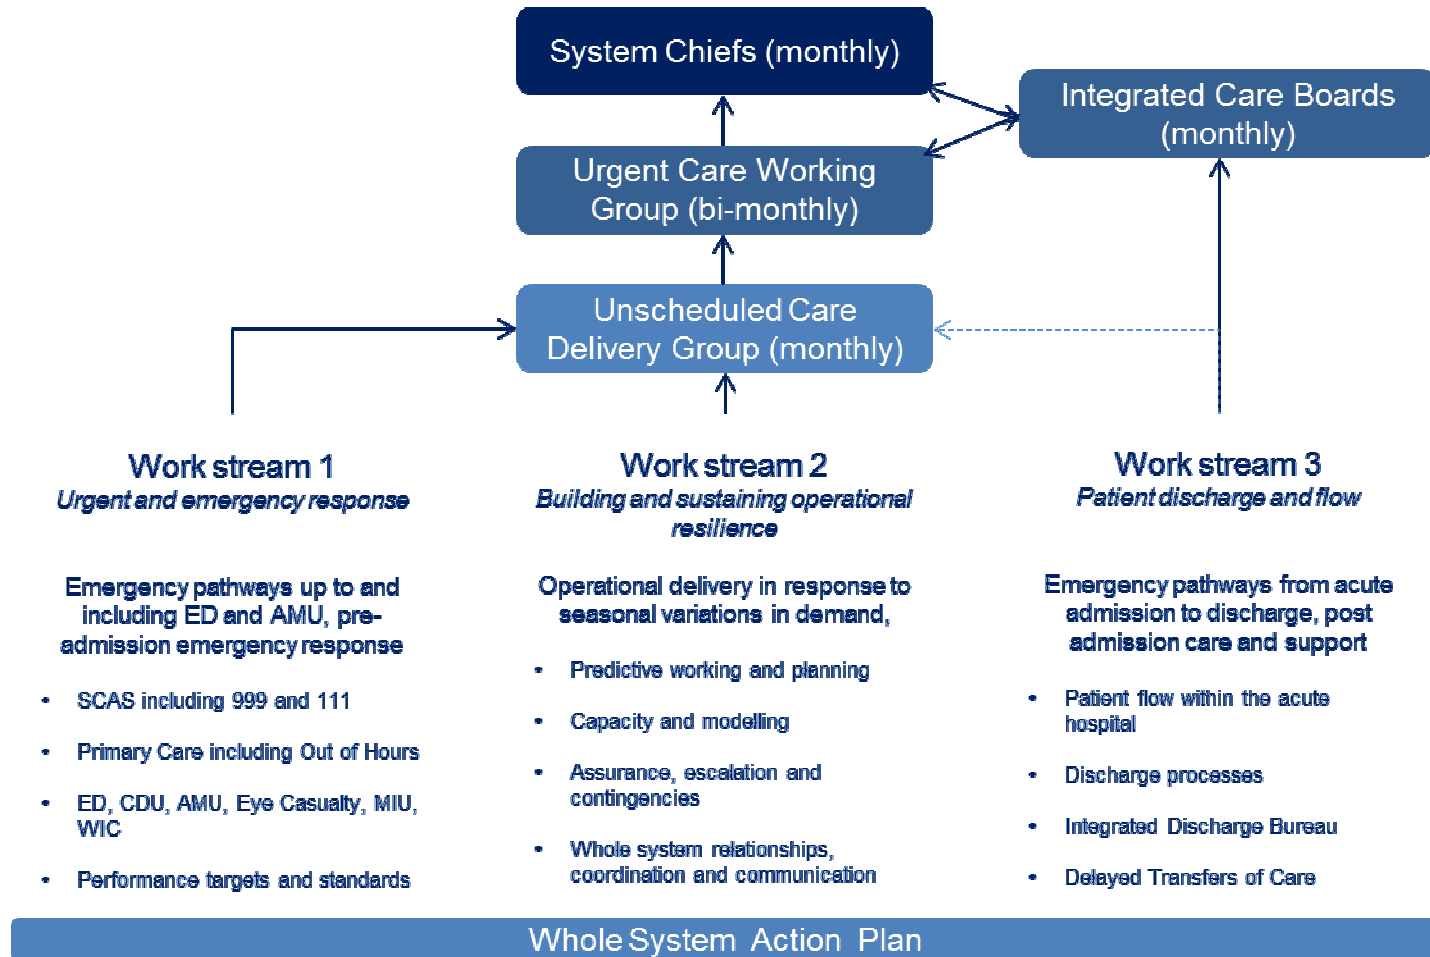 System Chiefs (monthly)
Integrated Care Boards
(monthly)
Urgent Care Working
Group (bi-monthly)
Unscheduled Care
Delivery Group (monthly)
Work stream 1
Urgent and emergency response
Emergency pathways up to and
including ED and AMU, pre-
admission emergency response
• SCAS including 999 and 111
• Primary Care including Out of Hours
• ED, CDU, AMU, Eye Casualty, MIU,
WIC
• Performance targets and standards
Work stream 2
Building and sustaining operational
resilience
Operational delivery in response to
seasonal variations in demand,
• Predictive working and planning
• Capacity and modelling
• Assurance, escalation and
contingencies
• Whole system relationships,
coordination and communication
Work stream 3
Patient discharge and flow
Emergency pathways from acute
admission to discharge, post
admission care and support
• Patient flow within the acute
hospital
• Discharge processes
• Integrated Discharge Bureau
• Delayed Transfers of Care
Whole System Action Plan